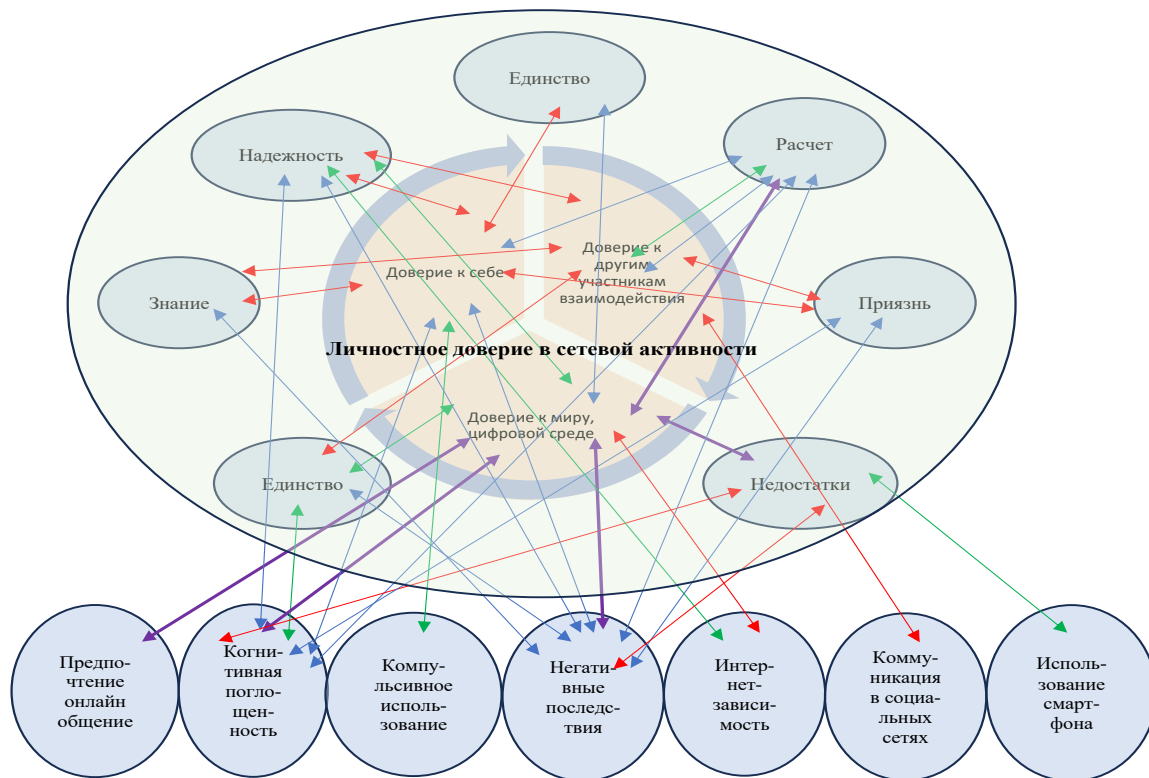 Единство
Надежность
Расчет
Доверие к себе
Доверие к
другим
участникам
взаимодействия
Знание
Приязнь
Личностное доверие в сетевой активности
Доверие к миру,
цифровой среде
Единство
Недостатки
Предпо-
чтение
онлайн
общение
Когни-
тивная
погло-
щен-
ность
Компу-
льсивное
исполь-
зование
Негати-
вные
последс-
твия
Интер-
нет-
зависи-
мость
Комму-
никация
в социа-
льных
сетях
Исполь-
зование
смарт-
фона